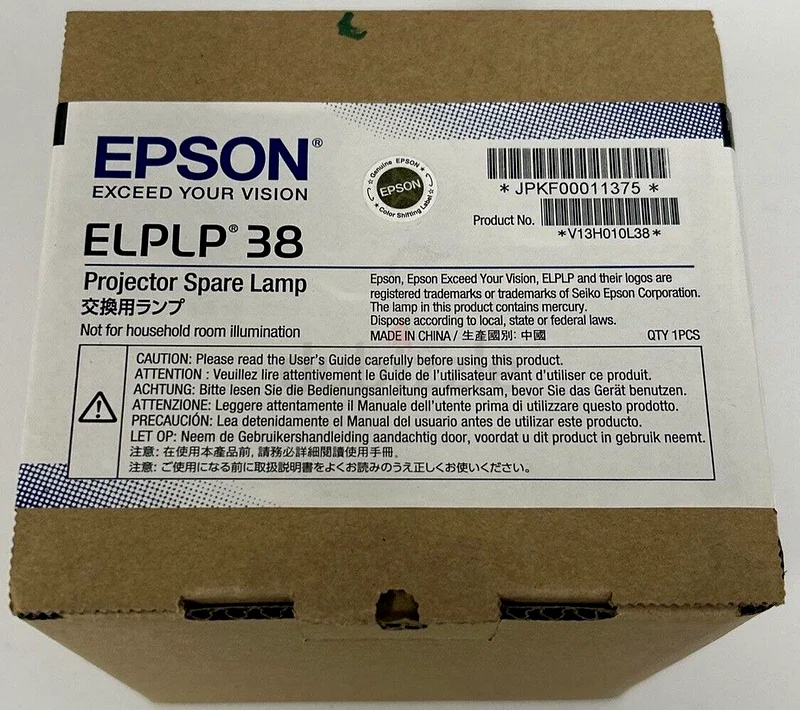 EPSON®
EXCEED YOUR VISION
Genuine EPSON
EPSON
Color Shifting Label
* JPKF00011375 *
Product No.
*V13H010L38*
ELPLP® 38
Projector Spare Lamp
交換用ランプ
Not for household room illumination
Epson, Epson Exceed Your Vision, ELPLP and their logos are
registered trademarks or trademarks of Seiko Epson Corporation.
The lamp in this product contains mercury.
Dispose according to local, state or federal laws.
MADE IN CHINA / 生產國別: 中國
QTY 1PCS
CAUTION: Please read the User's Guide carefully before using this product.
ATTENTION : Veuillez lire attentivement le Guide de l'utilisateur avant d'utiliser ce produit.
ACHTUNG: Bitte lesen Sie die Bedienungsanleitung aufmerksam, bevor Sie das Gerät benutzen.
ATTENZIONE: Leggere attentamente il Manuale dell'utente prima di utilizzare questo prodotto.
PRECAUCIÓN: Lea detenidamente el Manual del usuario antes de utilizar este producto.
LET OP: Neem de Gebruikershandleiding aandachtig door, voordat u dit product in gebruik neemt.
注意: 在使用本產品前, 請務必詳細閱讀使用手冊。
注意: ご使用になる前に取扱説明書をよくお読みのうえ正しくお使いください。